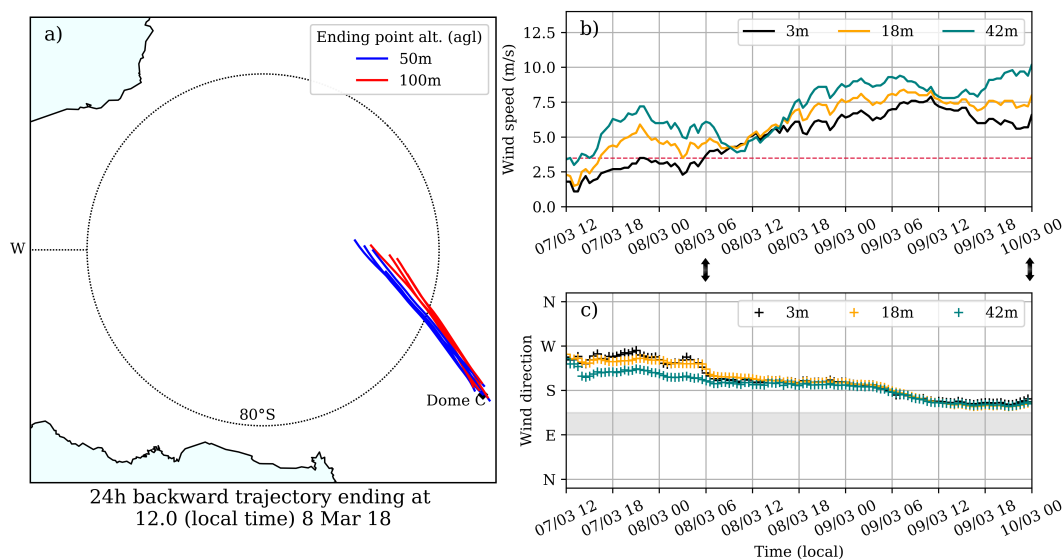 a)
Ending point alt. (agl)
50m
100m
W
80°S
Dome C
24h backward trajectory ending at
12.0 (local time) 8 Mar 18
b)
3m 18m 42m
Wind speed (m/s)
12.5
10.0
7.5
5.0
2.5
0.0
07/03 12 07/03 18 08/03 00 08/03 06 08/03 12 08/03 18 09/03 00 09/03 06 09/03 12 09/03 18 10/03 00
c)
3m 18m 42m
Wind direction
N
W
S
E
N
07/03 12 07/03 18 08/03 00 08/03 06 08/03 12 08/03 18 09/03 00 09/03 06 09/03 12 09/03 18 10/03 00
Time (local)